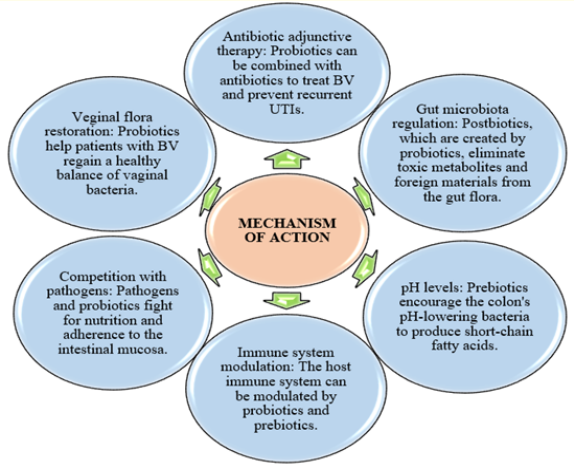 Antibiotic adjunctive
therapy: Probiotics can
be combined with
antibiotics to treat BV
and prevent recurrent
UTIs.
Gut microbiota
regulation: Postbiotics,
which are created by
probiotics, eliminate
toxic metabolites and
foreign materials from
the gut flora.
pH levels: Prebiotics
encourage the colon's
pH-lowering bacteria
to produce short-chain
fatty acids.
Immune system
modulation: The host
immune system can
be modulated by
probiotics and
prebiotics.
Competition with
pathogens: Pathogens
and probiotics fight
for nutrition and
adherence to the
intestinal mucosa.
Veginal flora
restoration: Probiotics
help patients with BV
regain a healthy
balance of vaginal
bacteria.
MECHANISM
OF ACTION